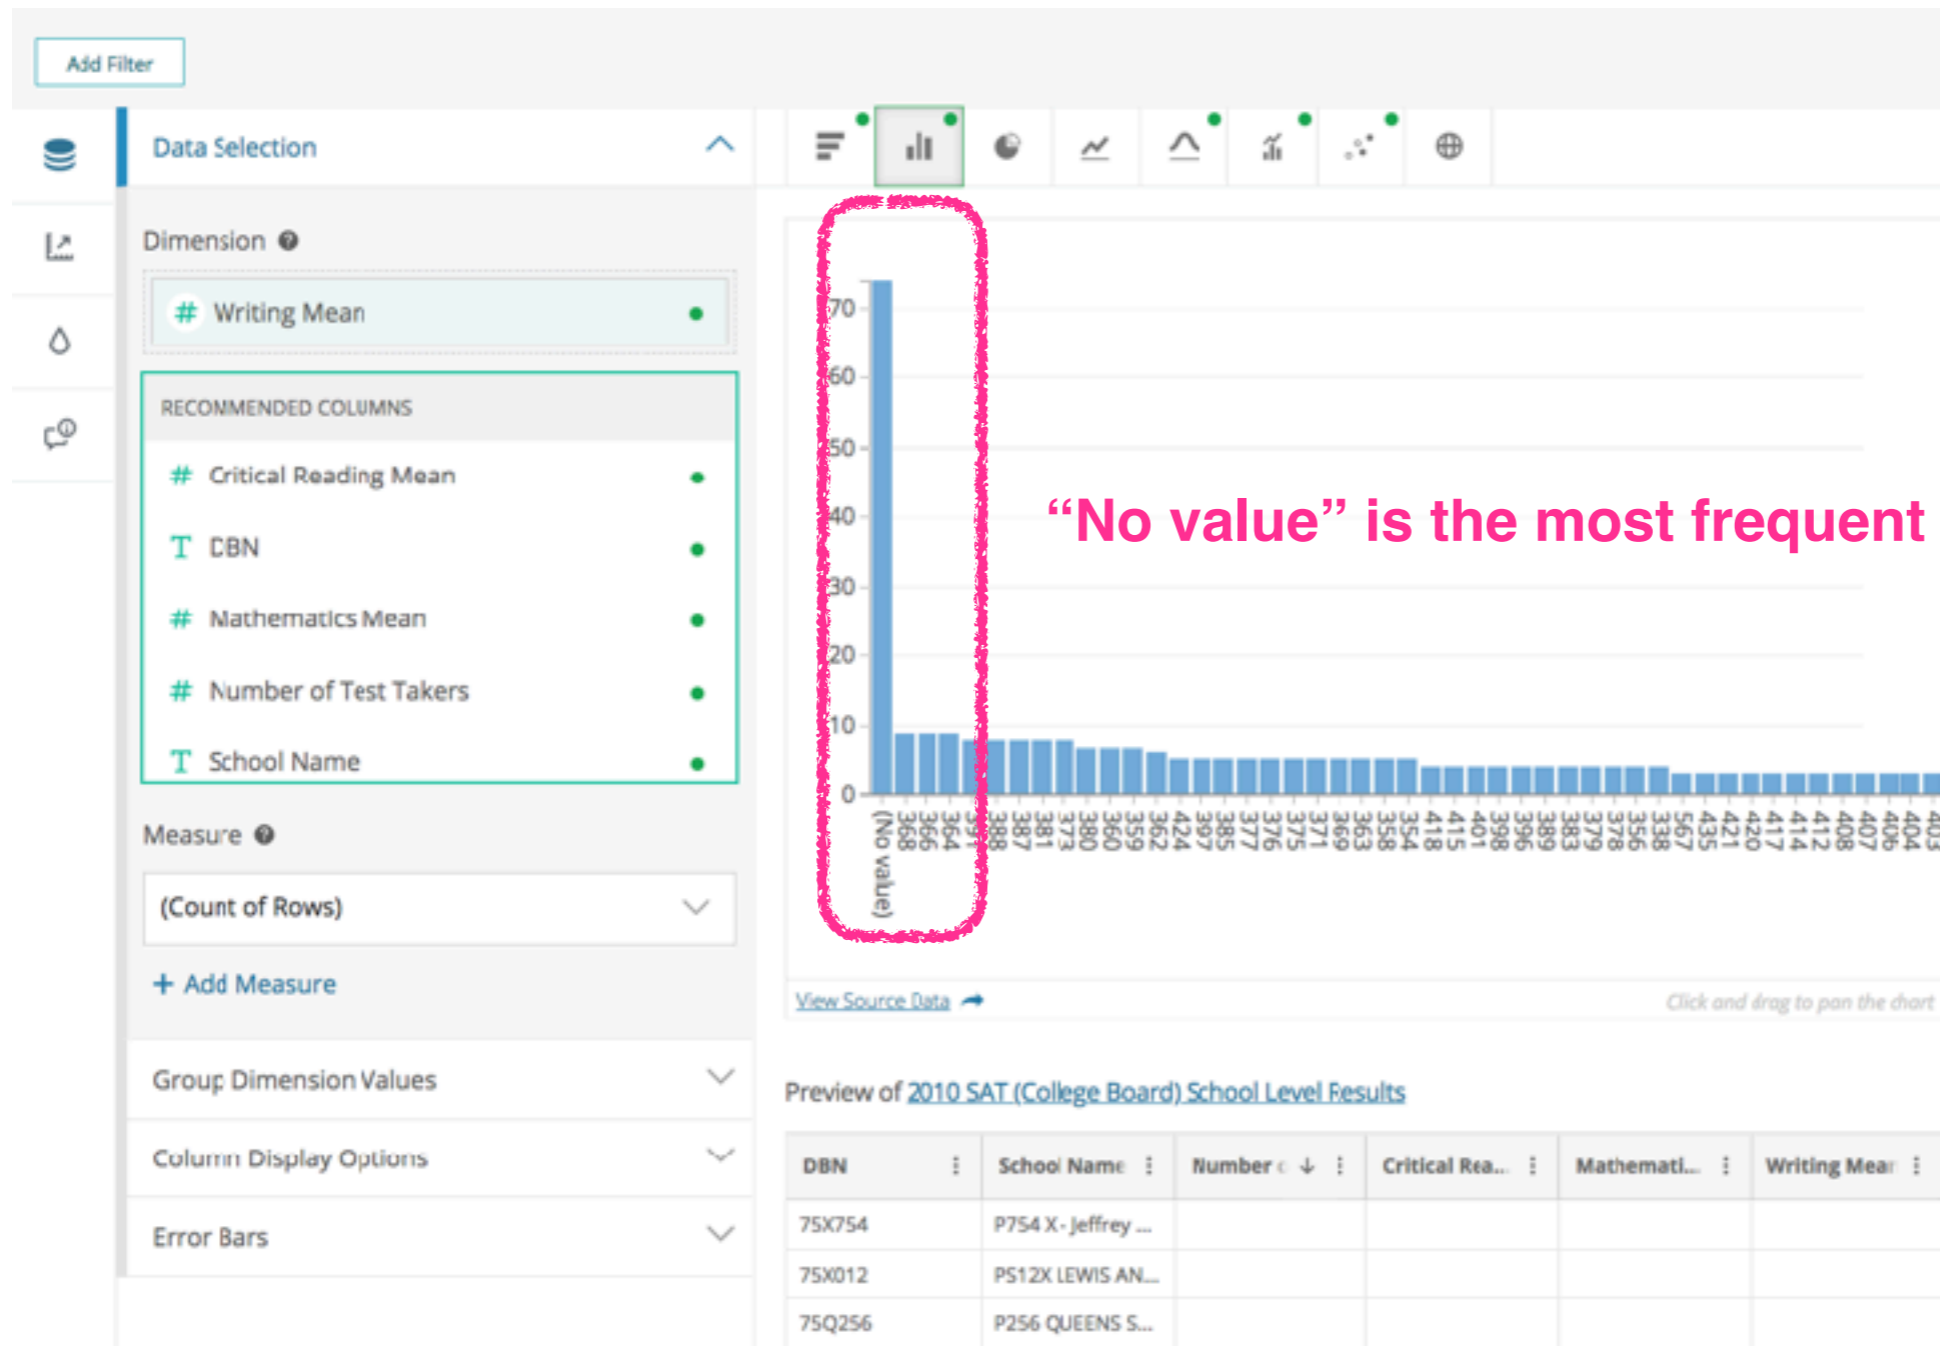 Add Filter
Data Selection
Dimension
# Writing Mean
RECOMMENDED COLUMNS
# Critical Reading Mean
T DBN
# Mathematics Mean
# Number of Test Takers
T School Name
Measure
(Count of Rows)
+ Add Measure
Group Dimension Values
Column Display Options
Error Bars
70
60
50
40
30
20
10
0
“No value” is the most frequent
(No value)
368
366
364
391
388
387
381
373
380
360
359
362
424
397
385
377
376
375
371
369
363
358
354
418
415
401
398
396
389
383
379
378
356
338
567
435
421
420
417
414
412
408
407
406
404
403
View Source Data
Click and drag to pan the chart
Preview of 2010 SAT (College Board) School Level Results
DBN School Name Number Critical Rea... Mathemati... Writing Mean
75X754 P754 X - Jeffrey ...
75X012 PS12X LEWIS AN...
75Q256 P256 QUEENS S...